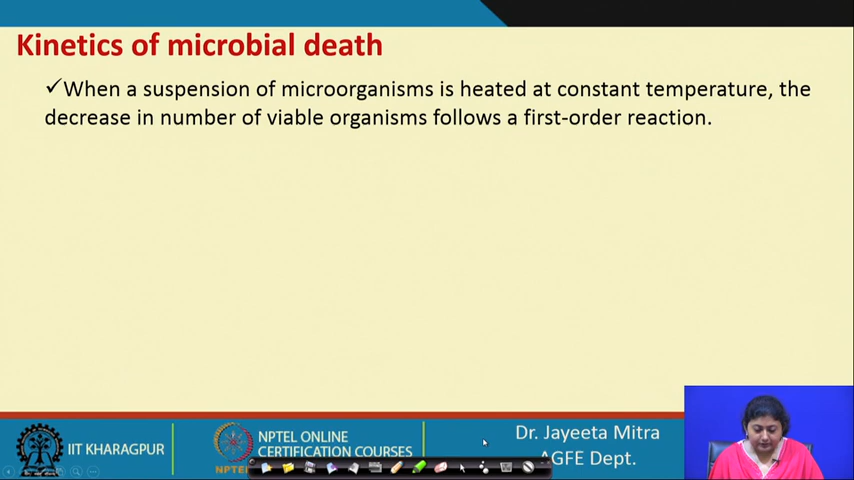 Kinetics of microbial death
✓When a suspension of microorganisms is heated at constant temperature, the
decrease in number of viable organisms follows a first-order reaction.
IIT KHARAGPUR
NPTEL
NPTEL ONLINE
CERTIFICATION COURSES
Dr. Jayeeta Mitra
AGFE Dept.